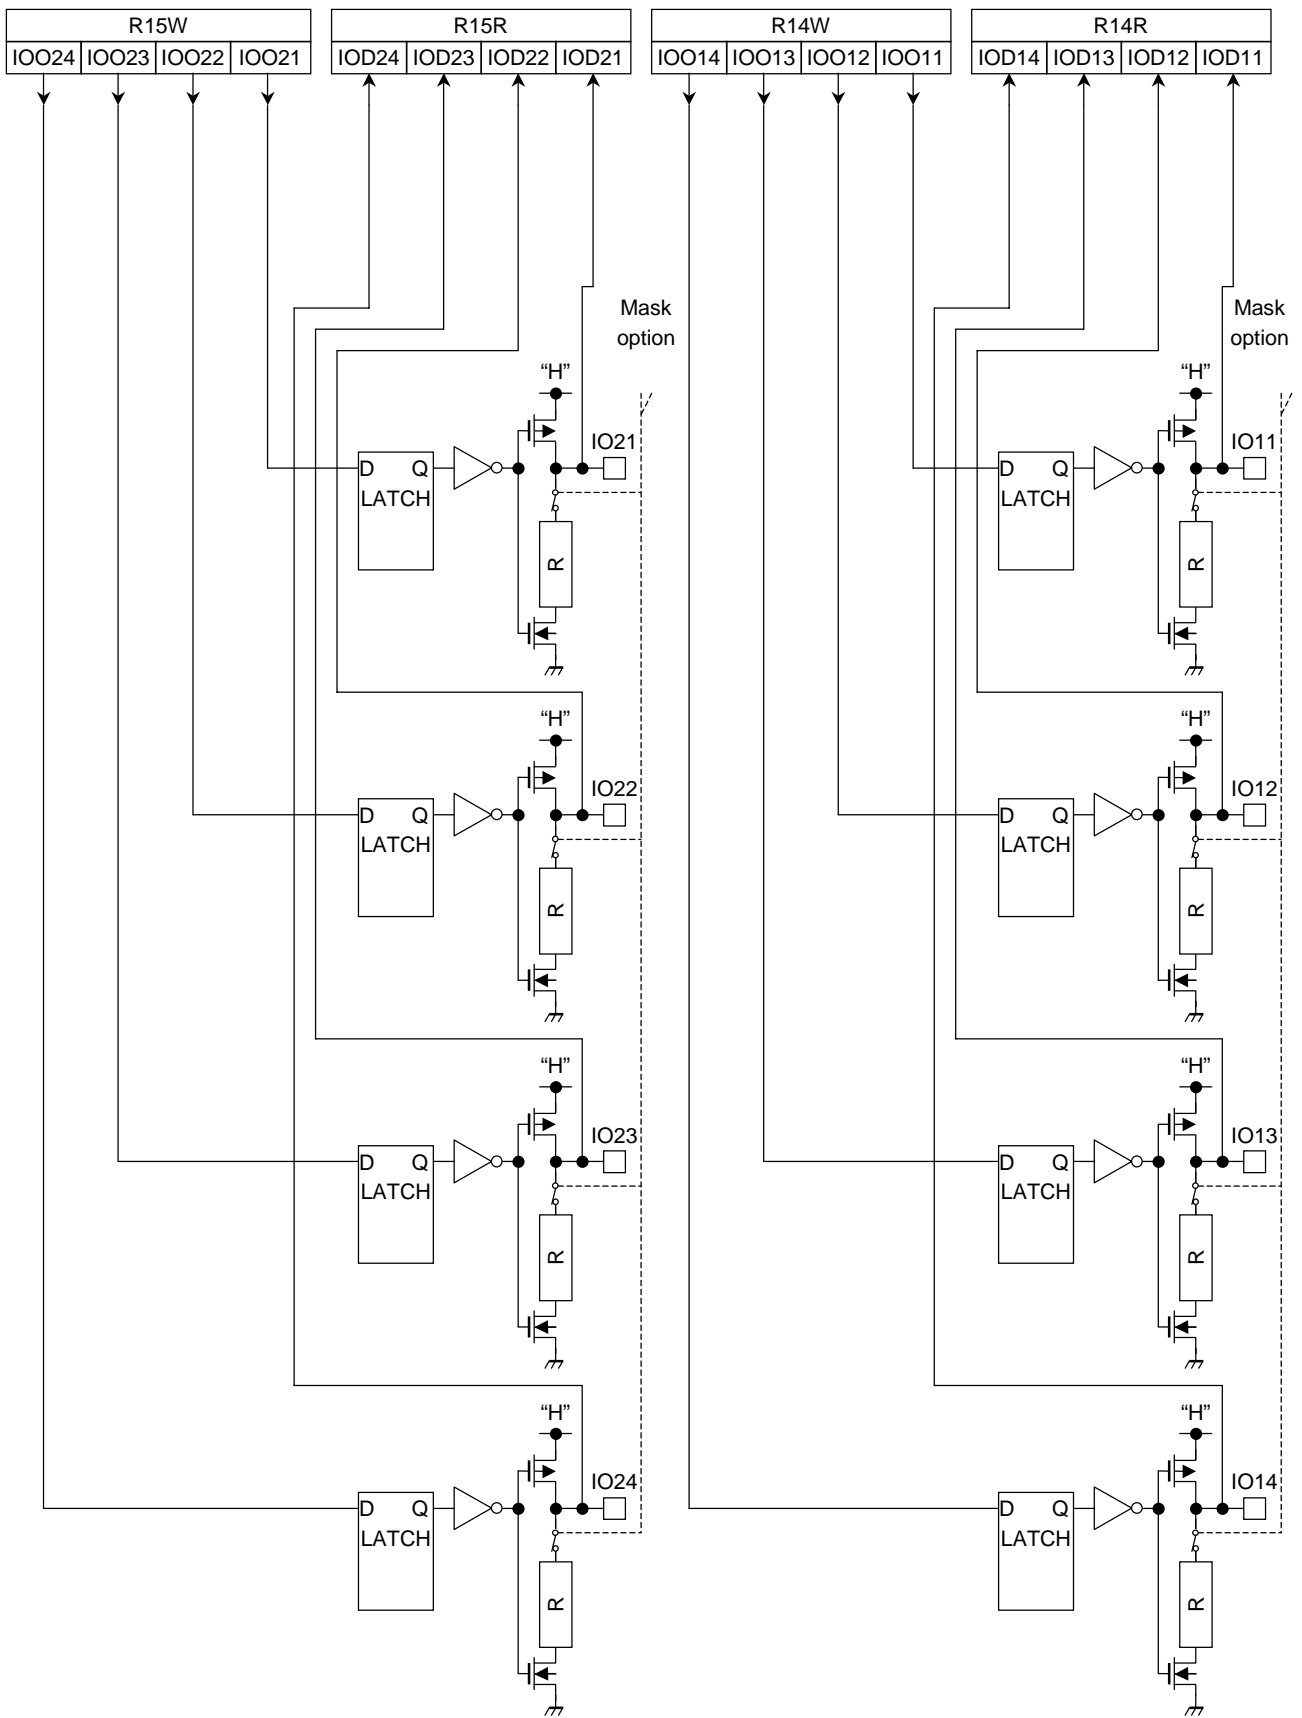 R15W R15R R14W R14R
IOO24 IOO23 IOO22 IOO21 IOD24 IOD23 IOD22 IOD21 IOO14 IOO13 IOO12 IOO11 IOD14 IOD13 IOD12 IOD11
Mask Mask
option option
“H” “H”
IO21 IO11
D Q D Q
LATCH LATCH
R R
“H” “H”
IO22 IO12
D Q D Q
LATCH LATCH
R R
“H” “H”
IO23 IO13
D Q D Q
LATCH LATCH
R R
“H” “H”
IO24 IO14
D Q D Q
LATCH LATCH
R R